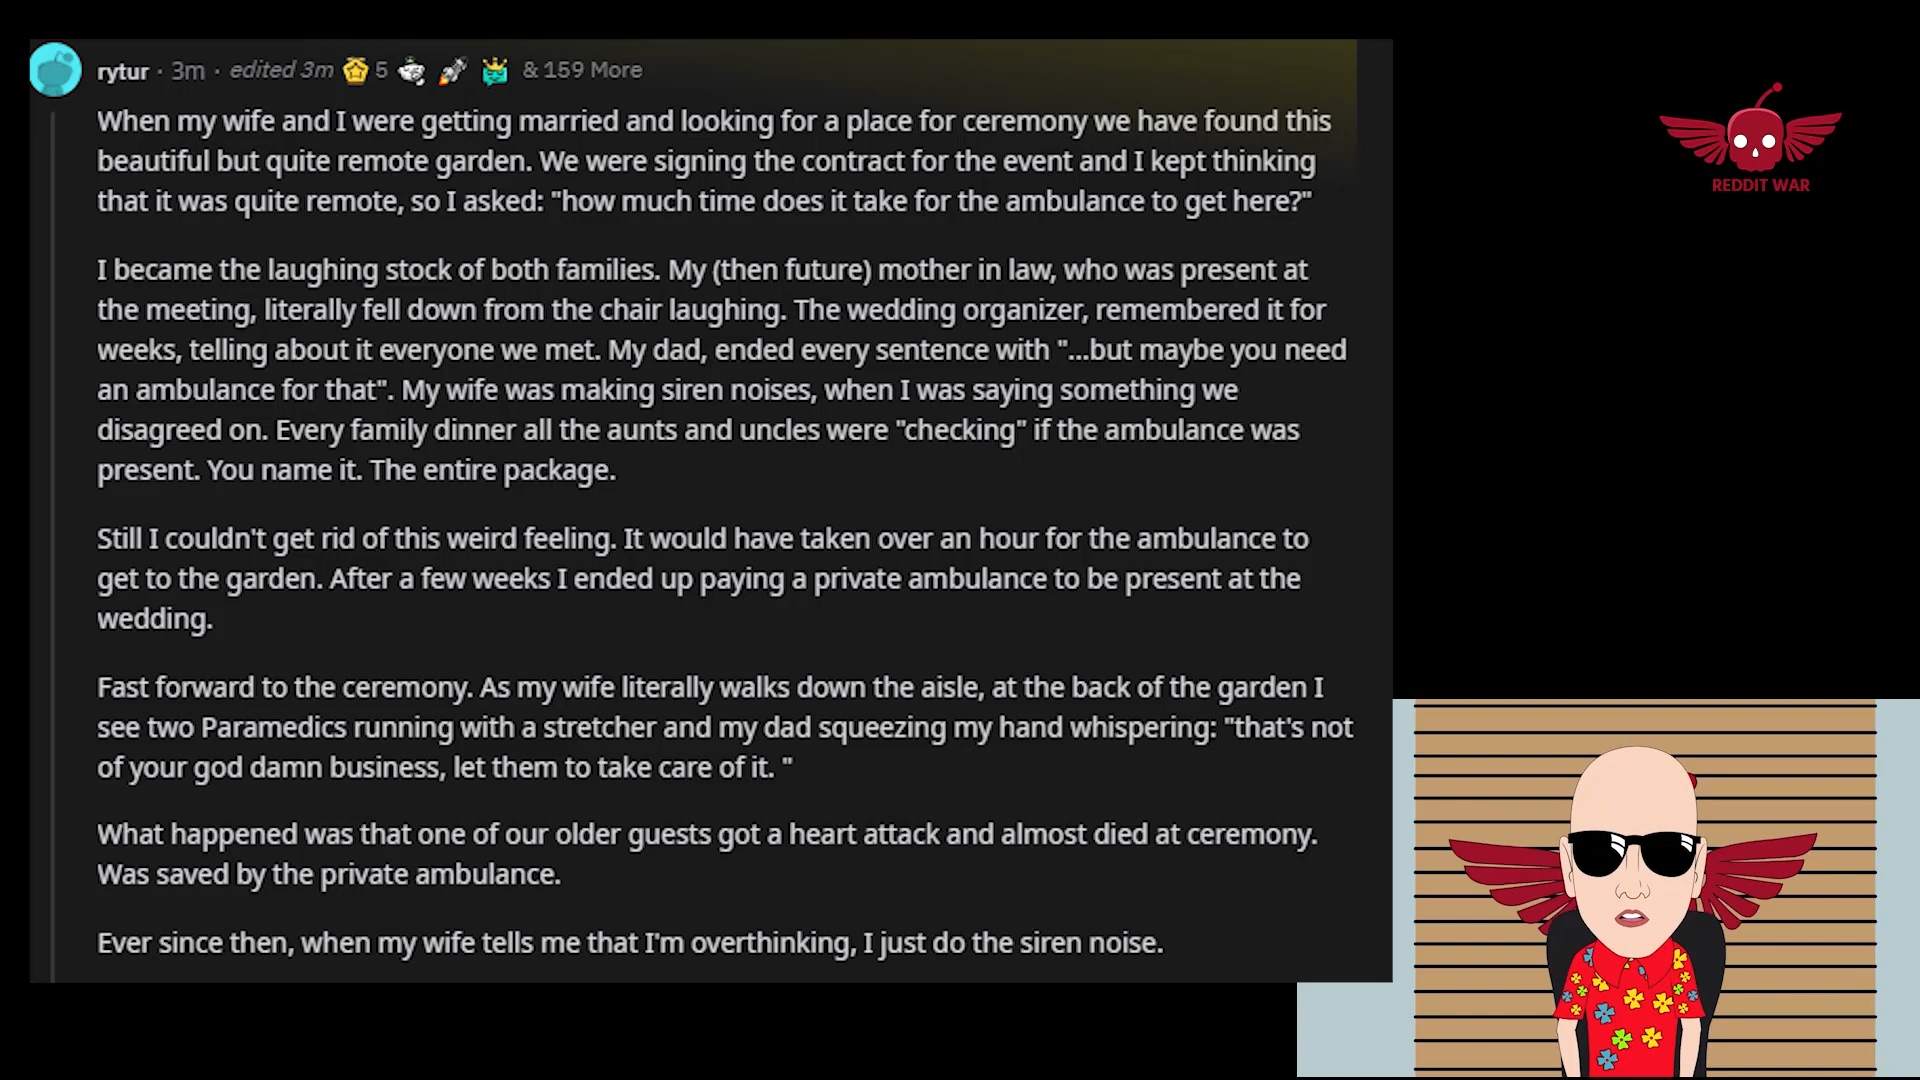 rytur · 3m · edited 3m 5 & 159 More
When my wife and I were getting married and looking for a place for ceremony we have found this
beautiful but quite remote garden. We were signing the contract for the event and I kept thinking
that it was quite remote, so I asked: "how much time does it take for the ambulance to get here?"
I became the laughing stock of both families. My (then future) mother in law, who was present at
the meeting, literally fell down from the chair laughing. The wedding organizer, remembered it for
weeks, telling about it everyone we met. My dad, ended every sentence with "...but maybe you need
an ambulance for that". My wife was making siren noises, when I was saying something we
disagreed on. Every family dinner all the aunts and uncles were "checking" if the ambulance was
present. You name it. The entire package.
Still I couldn't get rid of this weird feeling. It would have taken over an hour for the ambulance to
get to the garden. After a few weeks I ended up paying a private ambulance to be present at the
wedding.
Fast forward to the ceremony. As my wife literally walks down the aisle, at the back of the garden I
see two Paramedics running with a stretcher and my dad squeezing my hand whispering: "that's not
of your god damn business, let them to take care of it. "
What happened was that one of our older guests got a heart attack and almost died at ceremony.
Was saved by the private ambulance.
Ever since then, when my wife tells me that I'm overthinking, I just do the siren noise.
REDDIT WAR